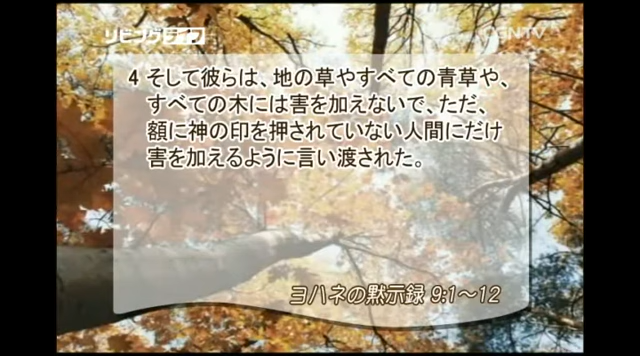 リビングライフ
CGNTV
4 そして彼らは、地の草やすべての青草や、
すべての木には害を加えないで、ただ、
額に神の印を押されていない人間にだけ
害を加えるように言い渡された。
ヨハネの黙示録 9:1～12